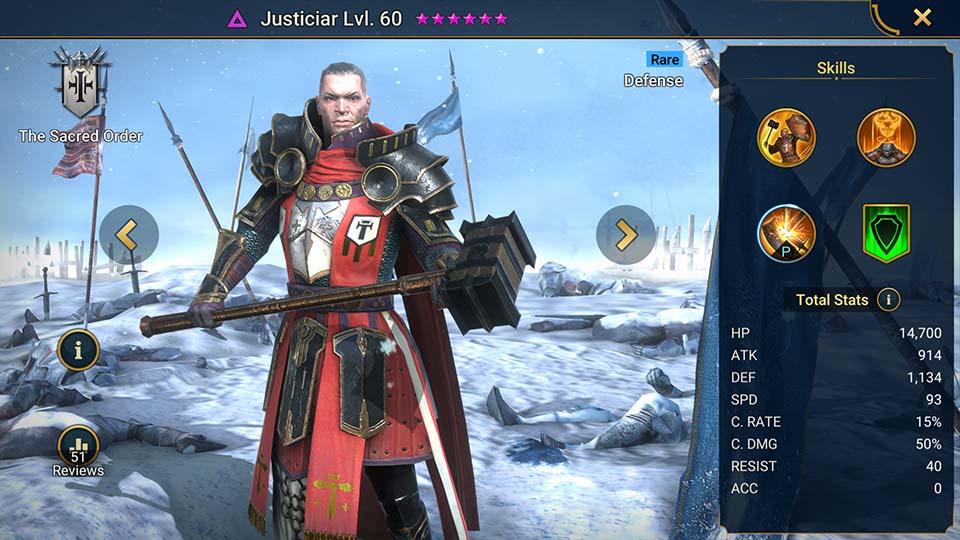 Justiciar Lvl. 60
The Sacred Order
Rare
Defense
51
Reviews
Skills
P
Total Stats
HP 14,700
ATK 914
DEF 1,134
SPD 93
C. RATE 15%
C. DMG 50%
RESIST 40
ACC 0